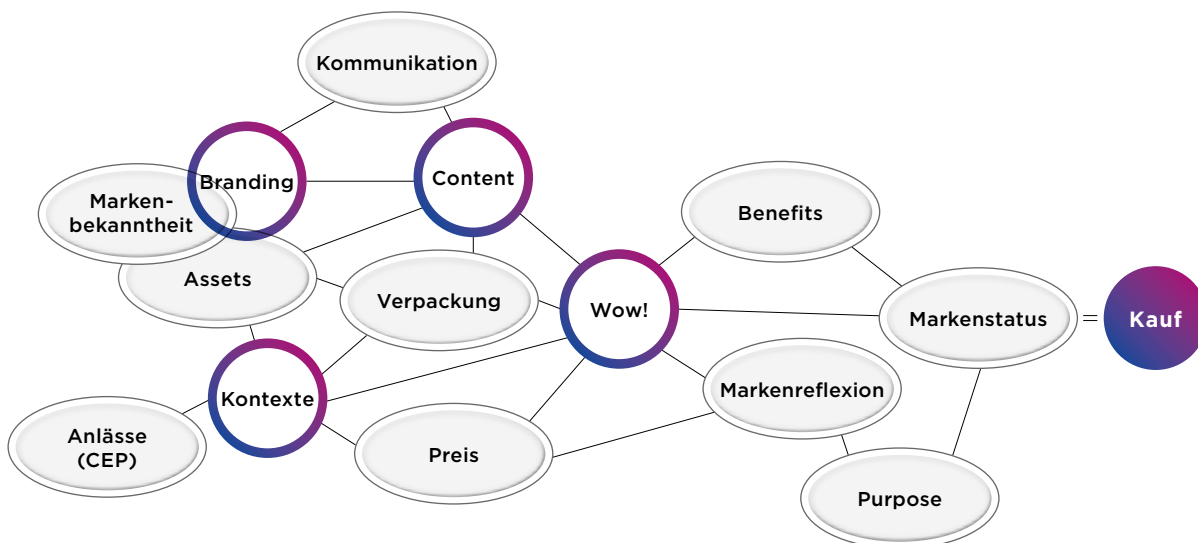 Kommunikation
Branding
Content
Marken-
bekanntheit
Benefits
Assets
Verpackung
Wow!
Markenstatus
=
Kauf
Kontexte
Markenreflexion
Anlässe
(CEP)
Preis
Purpose